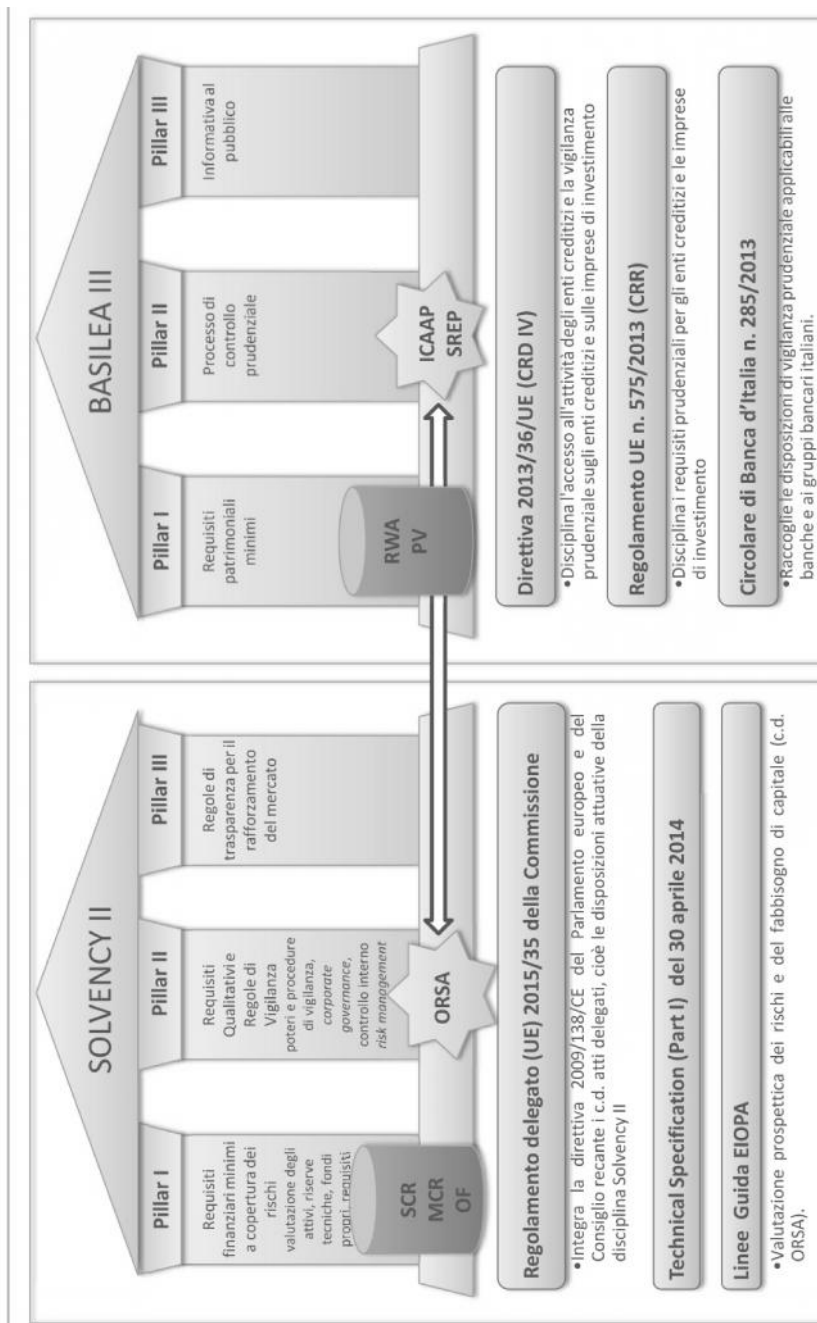 SOLVENCY II
Pillar I
Requisiti
finanziari minimi
a copertura dei
rischi
valutazione degli
attivi, riserve
tecniche, fondi
propri, requisiti
SCR
MCR
OF
Pillar II
Requisiti
Qualitativi e
Regole di
Vigilanza
poteri e procedure
di vigilanza,
corporate
governance,
controllo interno
risk management
ORSA
Pillar III
Regole di
trasparenza per il
rafforzamento
del mercato
Regolamento delegato (UE) 2015/35 della Commissione
•Integra la direttiva 2009/138/CE del Parlamento europeo e del
Consiglio recante i c.d. atti delegati, cioè le disposizioni attuative della
disciplina Solvency II
Technical Specification (Part I) del 30 aprile 2014
Linee Guida EIOPA
•Valutazione prospettica dei rischi e del fabbisogno di capitale (c.d.
ORSA).
BASILEA III
Pillar I
Requisiti
patrimoniali
minimi
RWA
PV
Pillar II
Processo di
controllo
prudenziale
ICAAP
SREP
Pillar III
Informativa al
pubblico
Direttiva 2013/36/UE (CRD IV)
•Disciplina l'accesso all'attività degli enti creditizi e la vigilanza
prudenziale sugli enti creditizi e sulle imprese di investimento
Regolamento UE n. 575/2013 (CRR)
•Disciplina i requisiti prudenziali per gli enti creditizi e le imprese
di investimento
Circolare di Banca d'Italia n. 285/2013
•Raccoglie le disposizioni di vigilanza prudenziale applicabili alle
banche e ai gruppi bancari italiani.